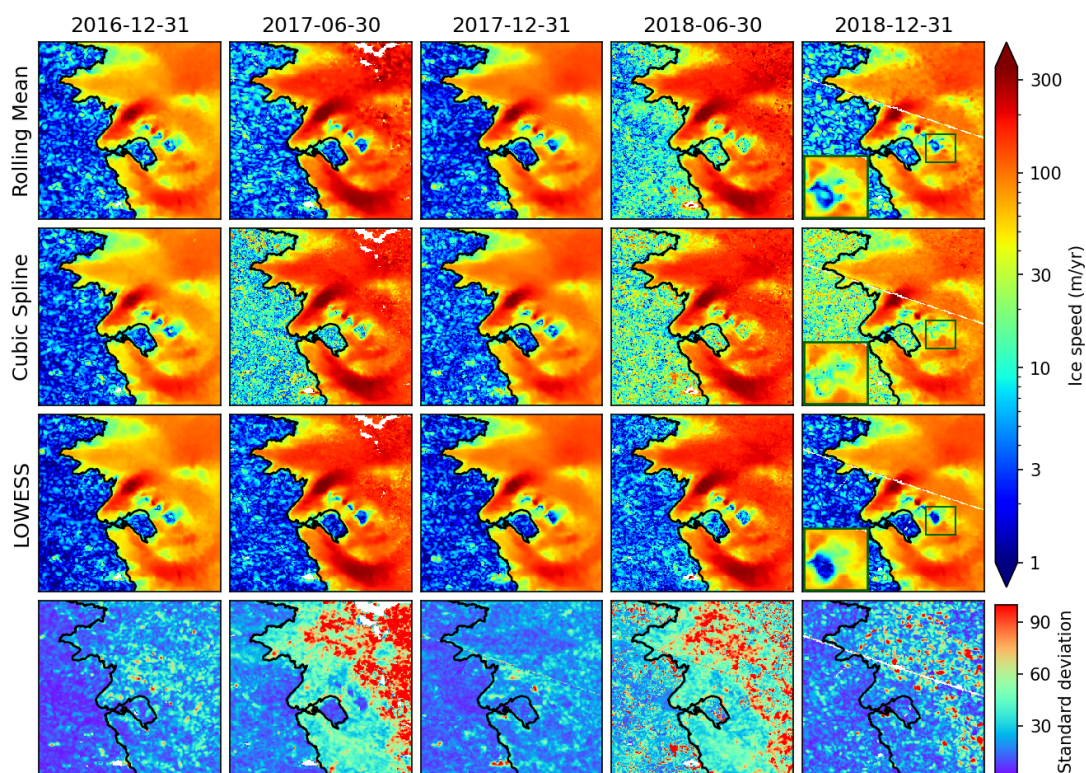 2016-12-31 2017-06-30 2017-12-31 2018-06-30 2018-12-31
Rolling Mean
Cubic Spline
LOWESS
300
100
30
10
3
1
Ice speed (m/yr)
90
60
30
Standard deviation